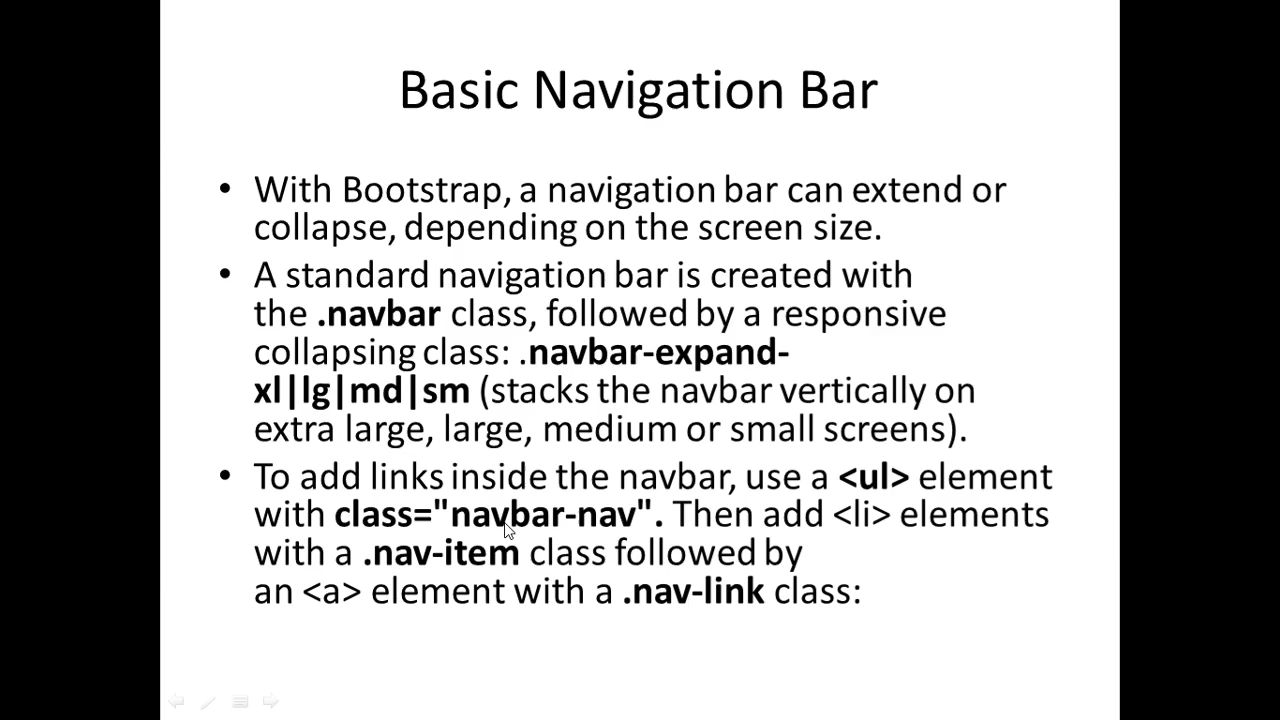 Basic Navigation Bar
• With Bootstrap, a navigation bar can extend or
collapse, depending on the screen size.
• A standard navigation bar is created with
the .navbar class, followed by a responsive
collapsing class: .navbar-expand-
xl|lg|md|sm (stacks the navbar vertically on
extra large, large, medium or small screens).
• To add links inside the navbar, use a <ul> element
with class="navbar-nav". Then add <li> elements
with a .nav-item class followed by
an <a> element with a .nav-link class: